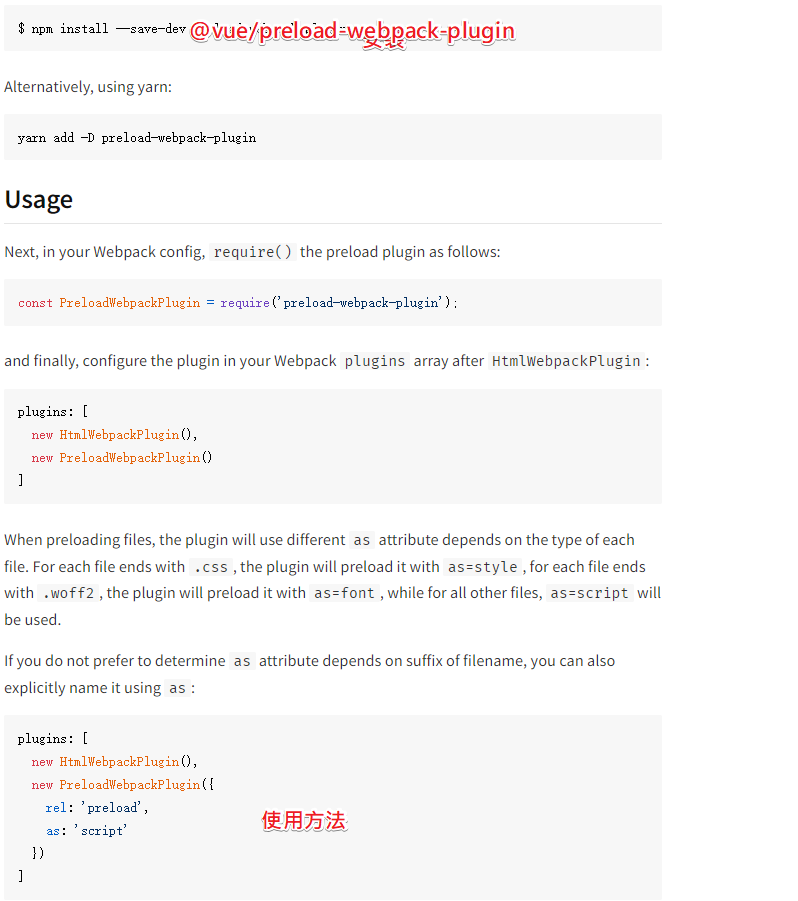 $ npm install —save-dev @vue/preload-webpack-plugin
安装
Alternatively, using yarn:
yarn add -D preload-webpack-plugin
Usage
Next, in your Webpack config, require() the preload plugin as follows:
const PreloadWebpackPlugin = require('preload-webpack-plugin');
and finally, configure the plugin in your Webpack plugins array after HtmlWebpackPlugin :
plugins: [
new HtmlWebpackPlugin(),
new PreloadWebpackPlugin()
]
When preloading files, the plugin will use different as attribute depends on the type of each
file. For each file ends with .css , the plugin will preload it with as=style , for each file ends
with .woff2 , the plugin will preload it with as=font , while for all other files, as=script will
be used.
If you do not prefer to determine as attribute depends on suffix of filename, you can also
explicitly name it using as :
plugins: [
new HtmlWebpackPlugin(),
new PreloadWebpackPlugin({
rel: 'preload',
as: 'script'
使用方法
})
]